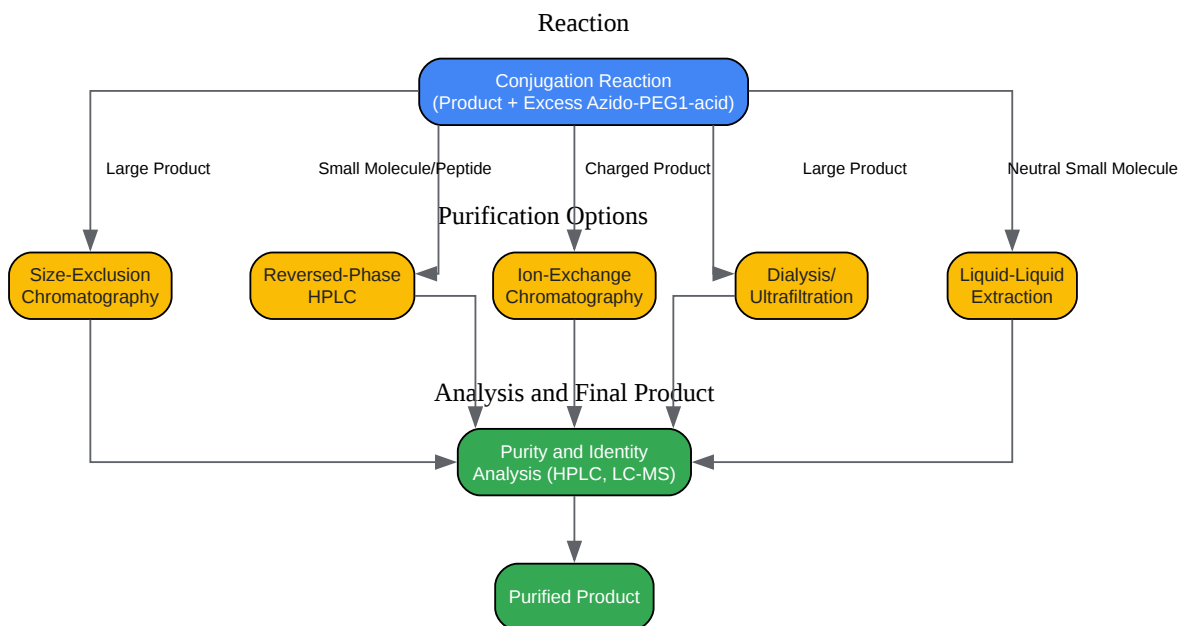 Reaction
Conjugation Reaction
(Product + Excess Azido-PEG1-acid)
Large Product
Small Molecule/Peptide
Charged Product
Large Product
Neutral Small Molecule
Purification Options
Size-Exclusion
Chromatography
Reversed-Phase
HPLC
Ion-Exchange
Chromatography
Dialysis/
Ultrafiltration
Liquid-Liquid
Extraction
Analysis and Final Product
Purity and Identity
Analysis (HPLC, LC-MS)
Purified Product